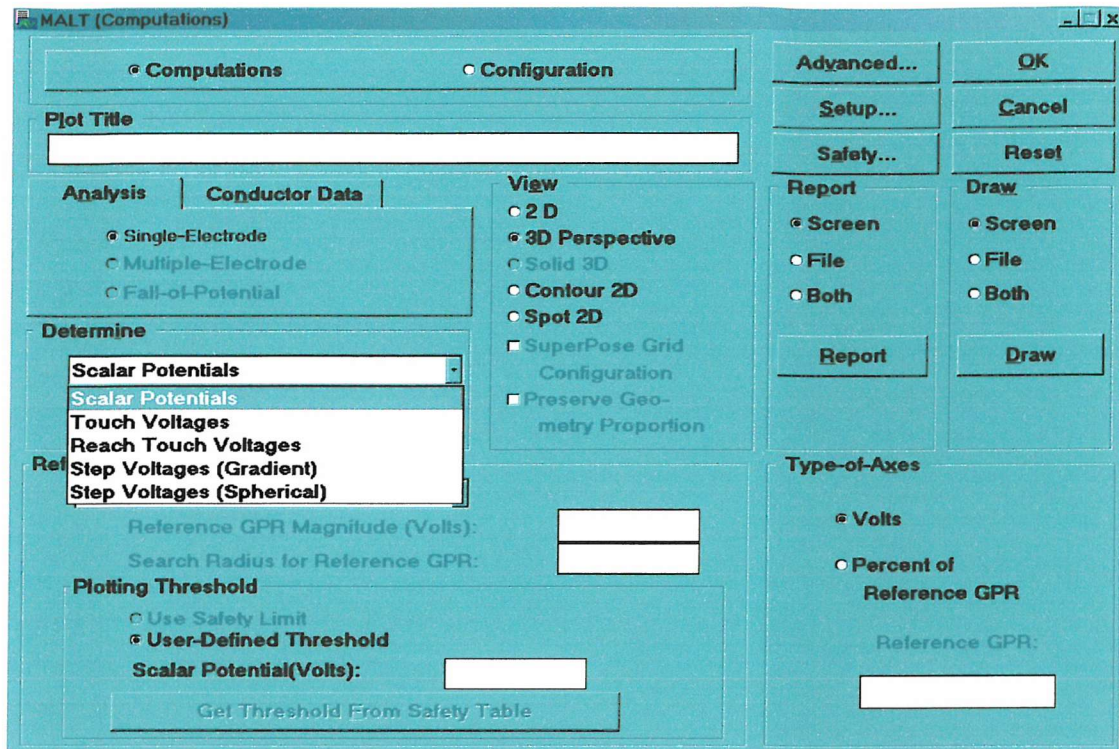 MALT (Computations)
Computations
Configuration
Advanced...
OK
Setup...
Cancel
Plot Title
Safety...
Reset
Analysis
Conductor Data
Single-Electrode
Multiple-Electrode
Fall-of-Potential
View
2 D
3D Perspective
Solid 3D
Contour 2D
Spot 2D
SuperPose Grid
Configuration
Preserve Geo-
metry Proportion
Report
Screen
File
Both
Report
Draw
Screen
File
Both
Draw
Determine
Scalar Potentials
Scalar Potentials
Touch Voltages
Reach Touch Voltages
Step Voltages (Gradient)
Step Voltages (Spherical)
Ref
Reference GPR Magnitude (Volts):
Search Radius for Reference GPR:
Plotting Threshold
Use Safety Limit
User-Defined Threshold
Scalar Potential(Volts):
Get Threshold From Safety Table
Type-of-Axes
Volts
Percent of
Reference GPR
Reference GPR: